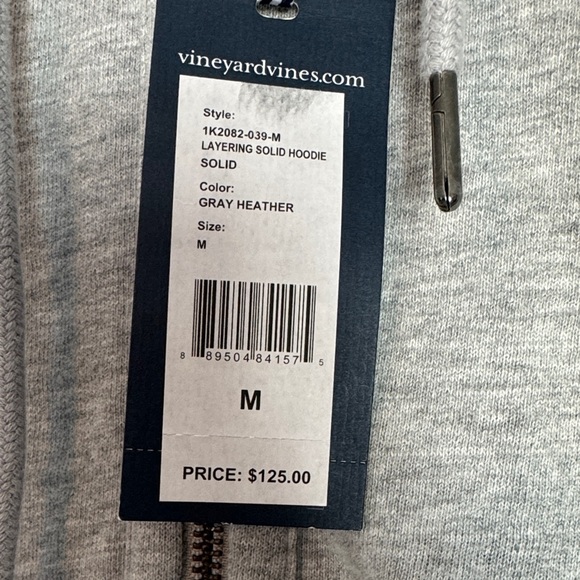 vineyardvines.com
Style:
1K2082-039-M
LAYERING SOLID HOODIE
SOLID
Color:
GRAY HEATHER
Size:
M
8 89504 84157 5
M
PRICE: $125.00